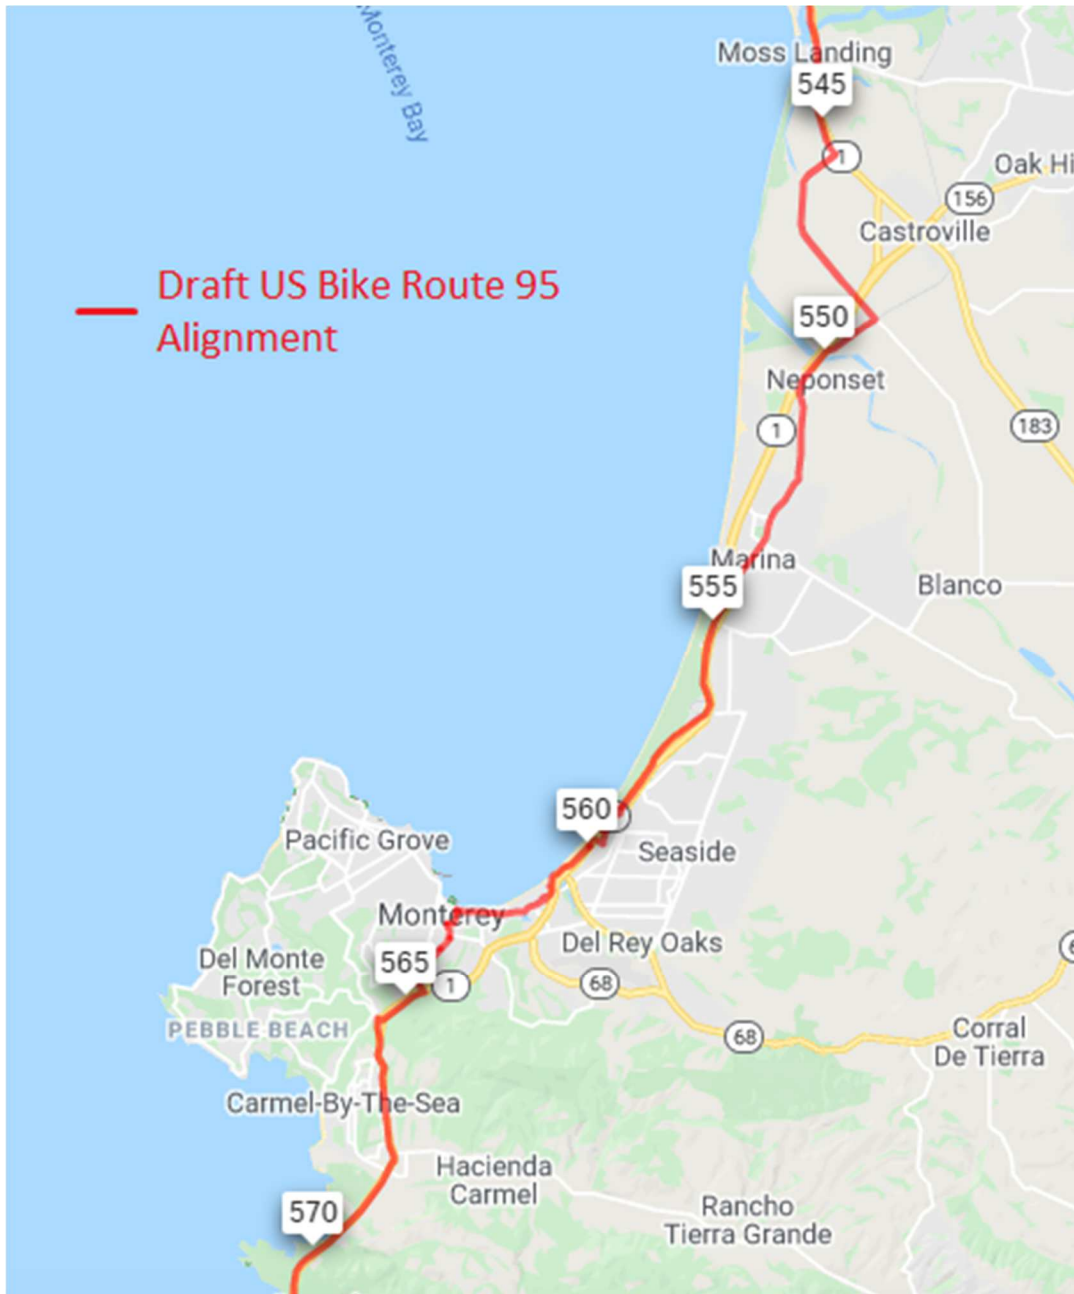 Monterey Bay
Moss Landing
545
1
Oak Hi
156
Castroville
Draft US Bike Route 95
Alignment
550
Neponset
1
183
Marina
555
Blanco
560
Pacific Grove
Seaside
Monterey
Del Rey Oaks
565
Del Monte
Forest
1
68
6
PEBBLE BEACH
68
Corral
De Tierra
Carmel-By-The-Sea
Hacienda
Carmel
570
Rancho
Tierra Grande